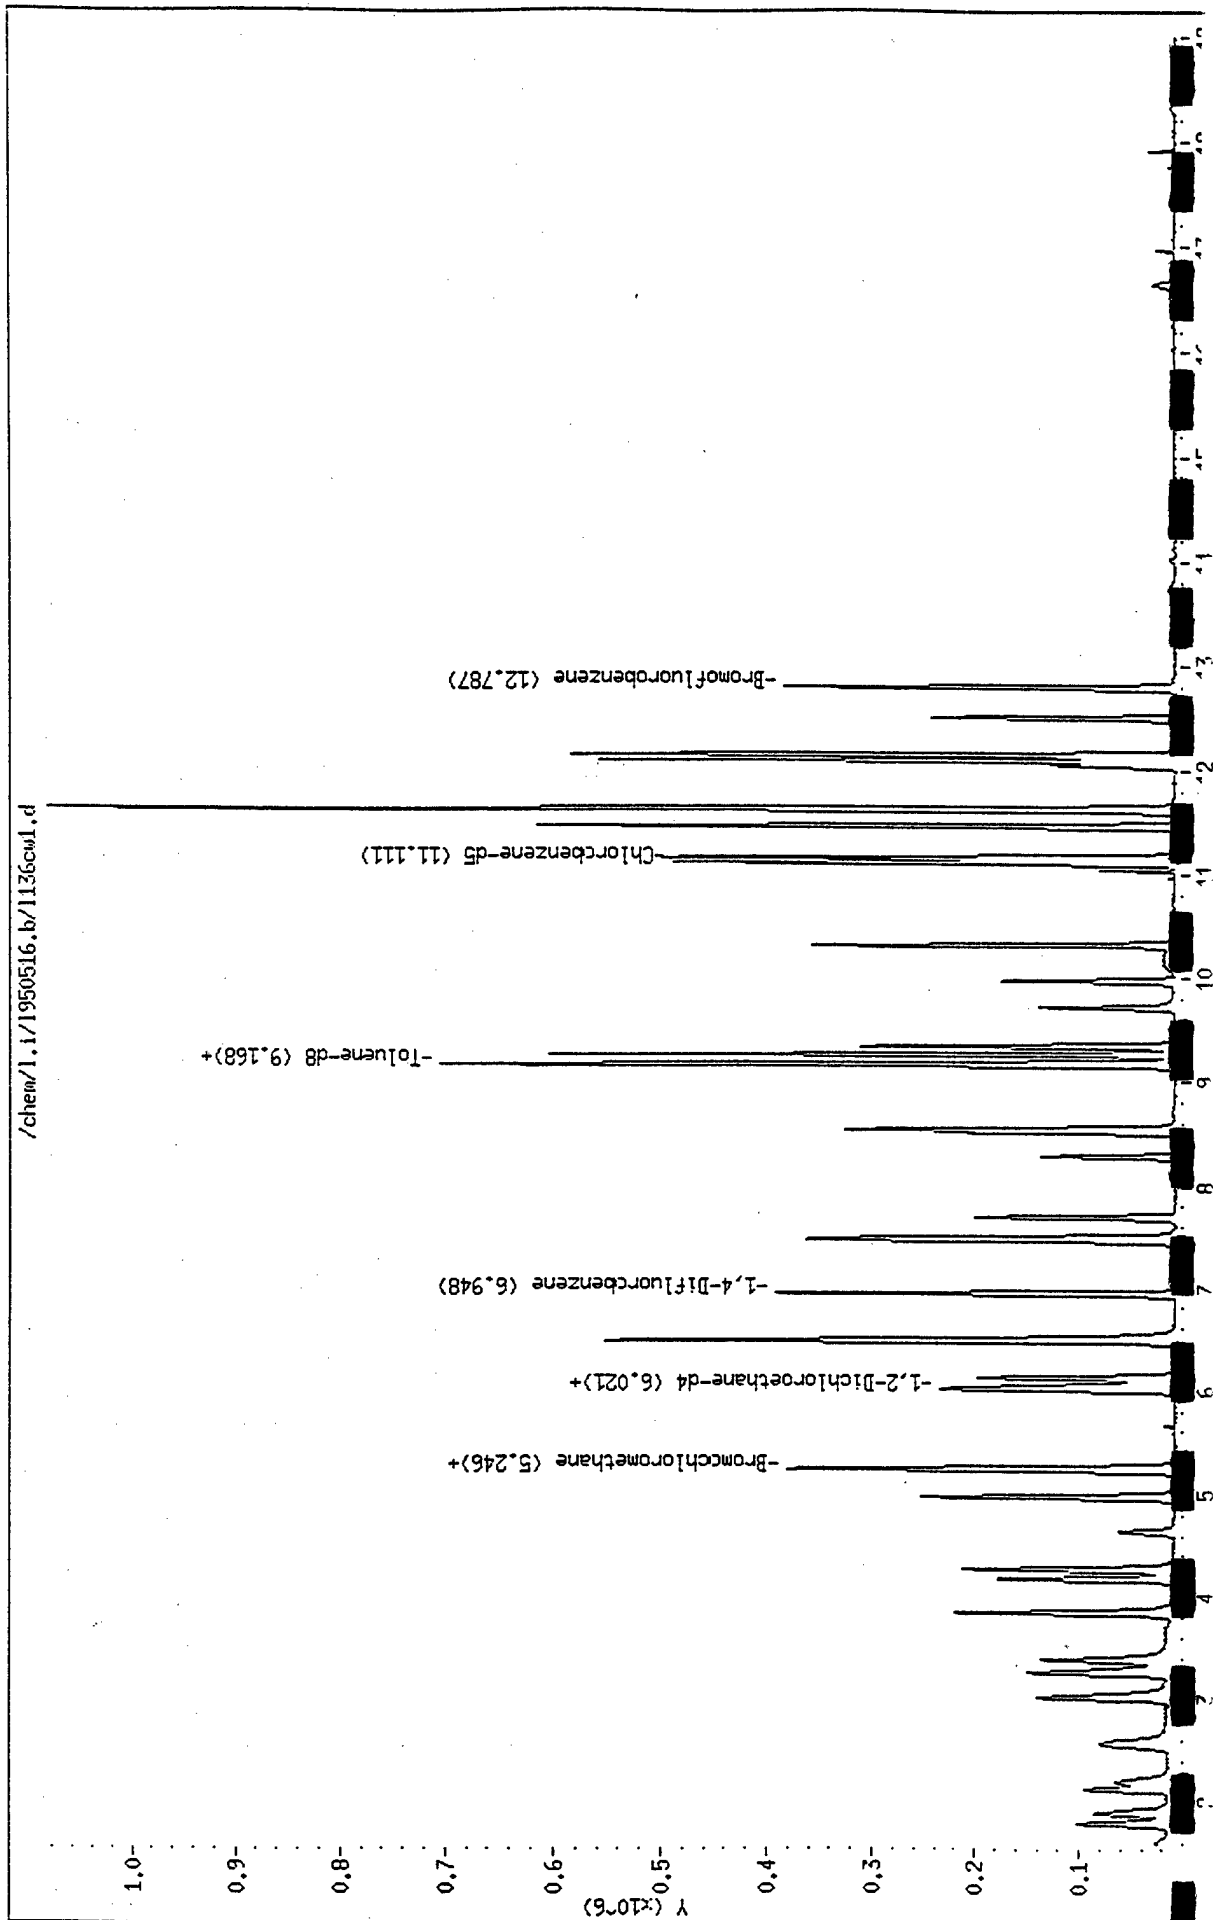 /chem/l.i/l950516.b/l136cw1.d
Y (x10^6)
1.0-
0.9-
0.8-
0.7-
0.6-
0.5-
0.4-
0.3-
0.2-
0.1-
-Bromochloromethane (5.246)+
-1,2-Dichloroethane-d4 (6.021)+
-1,4-Difluorobenzene (6.948)
-Toluene-d8 (9.168)+
-Chlorobenzene-d5 (11.111)
-Bromofluorobenzene (12.787)
4
5
6
7
8
9
10
11
12
13